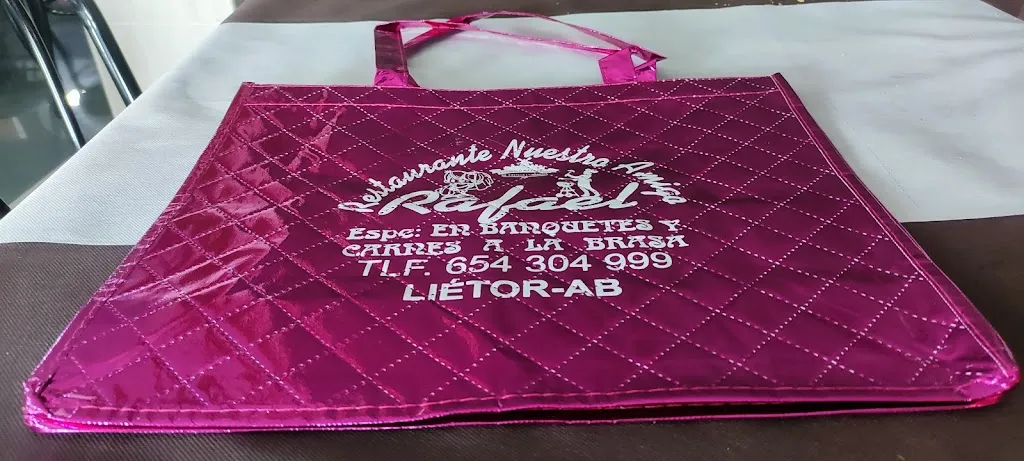 Restaurante Nuestro Amigo
Rafael
Espe: EN BANQUETES Y
CARNES A LA BRASA
TLF. 654 304 999
LIÉTOR-AB